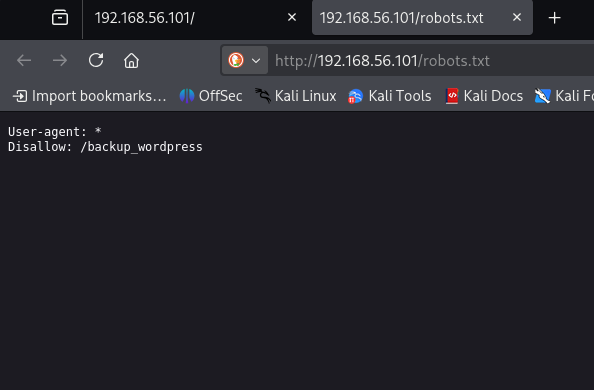 192.168.56.101/
192.168.56.101/robots.txt
http://192.168.56.101/robots.txt
Import bookmarks… OffSec Kali Linux Kali Tools Kali Docs Kali Fo
User-agent: *
Disallow: /backup_wordpress